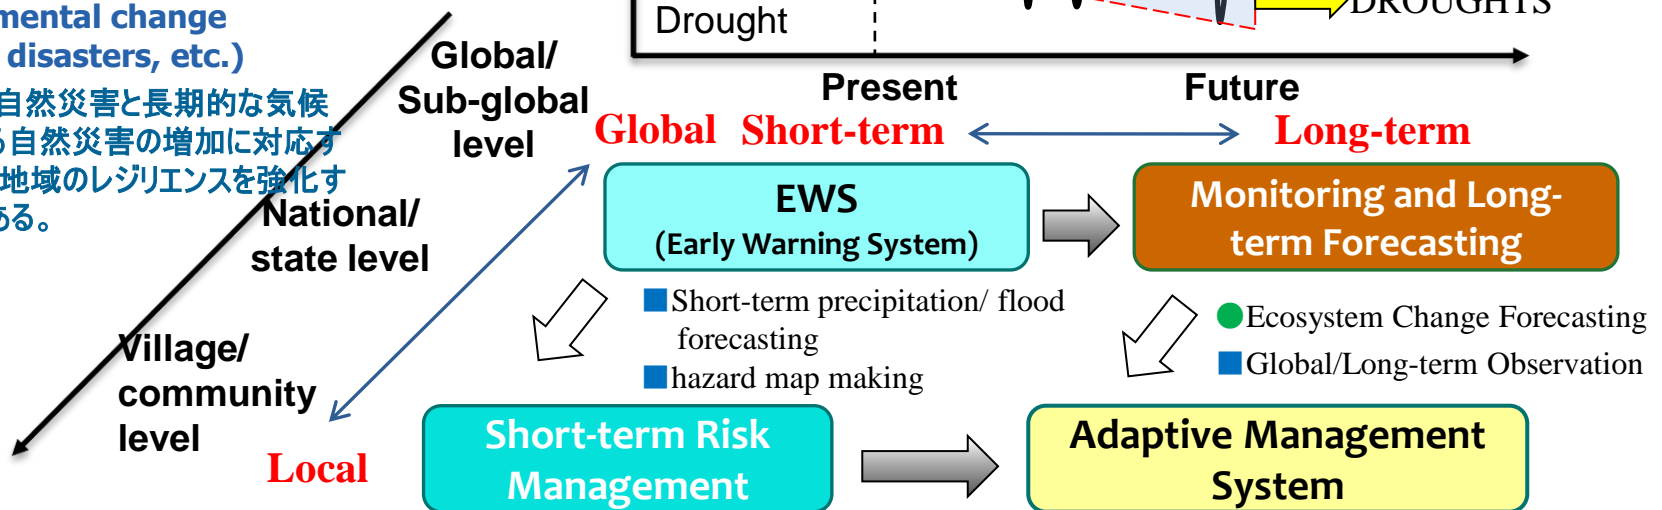 mental change
disasters, etc.)
自然災害と長期的な気候
る自然災害の増加に対応す
地域のレジリエンスを強化す
ある。
Global/
Sub-global
level
National/
state level
Village/
community
level
Local
Drought
DROUGHTS
Present
Future
Global
Short-term
Long-term
EWS
(Early Warning System)
Monitoring and Long-
term Forecasting
Short-term precipitation/ flood
forecasting
hazard map making
Ecosystem Change Forecasting
Global/Long-term Observation
Short-term Risk
Management
Adaptive Management
System